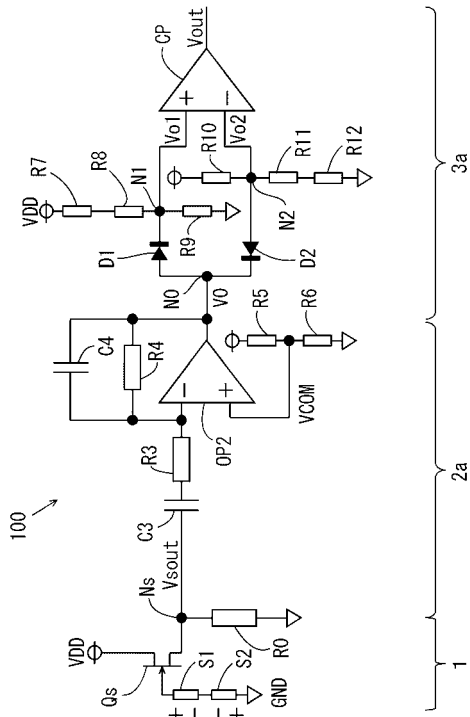 100
VDD
Qs
S1
S2
GND
Ns
R0
Vsout
C3
R3
C4
R4
OP2
VCOM
R5
R6
N0
V0
D1
D2
VDD
R7
R8
N1
R9
R10
N2
R11
R12
Vo1
Vo2
CP
Vout
+
-
-
+
+
-
+
-
-
+
1
2a
3a